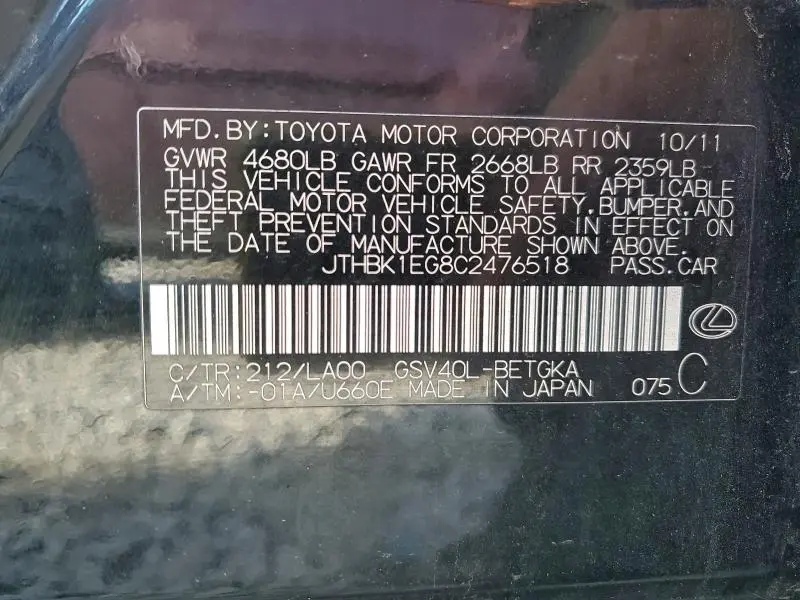 MFD. BY: TOYOTA MOTOR CORPORATION 10/11
GVWR 4680LB GAWR FR 2668LB RR 2359LB
THIS VEHICLE CONFORMS TO ALL APPLICABLE
FEDERAL MOTOR VEHICLE SAFETY, BUMPER, AND
THEFT PREVENTION STANDARDS IN EFFECT ON
THE DATE OF MANUFACTURE SHOWN ABOVE.
JTHBK1EG8C2476518 PASS. CAR
C/TR: 212/LA00 GSV40L-BETGKA
A/TM: -01A/U660E MADE IN JAPAN 075 C